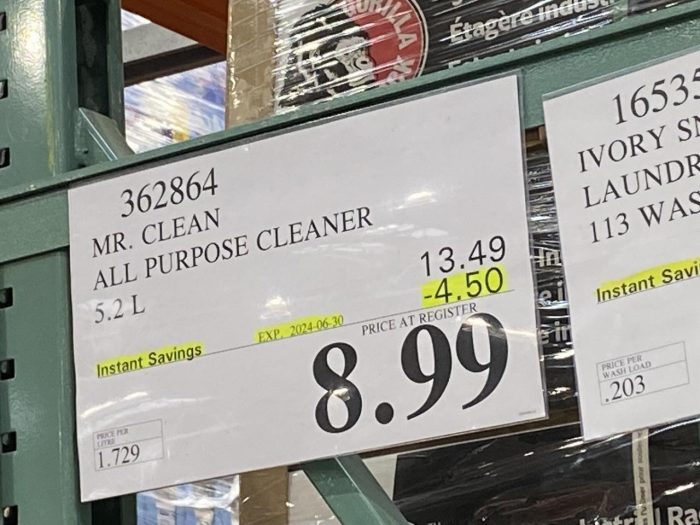 Étagère Indust
362864
MR. CLEAN
ALL PURPOSE CLEANER
5.2 L
13.49
-4.50
EXP. 2024-06-30
PRICE AT REGISTER
Instant Savings
8.99
PRICE PER
LITRE
1.729
16535
IVORY SN
LAUNDR
113 WAS
Instant Savi
PRICE PER
WASH LOAD
.203